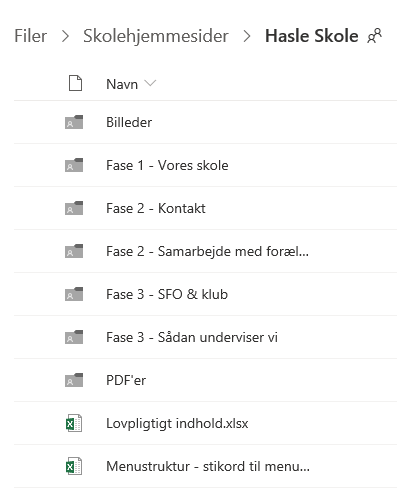 Filer > Skolehjemmesider > Hasle Skole
Navn
Billeder
Fase 1 - Vores skole
Fase 2 - Kontakt
Fase 2 - Samarbejde med foræl...
Fase 3 - SFO & klub
Fase 3 - Sådan underviser vi
PDF'er
Lovpligtigt indhold.xlsx
Menustruktur - stikord til menu...